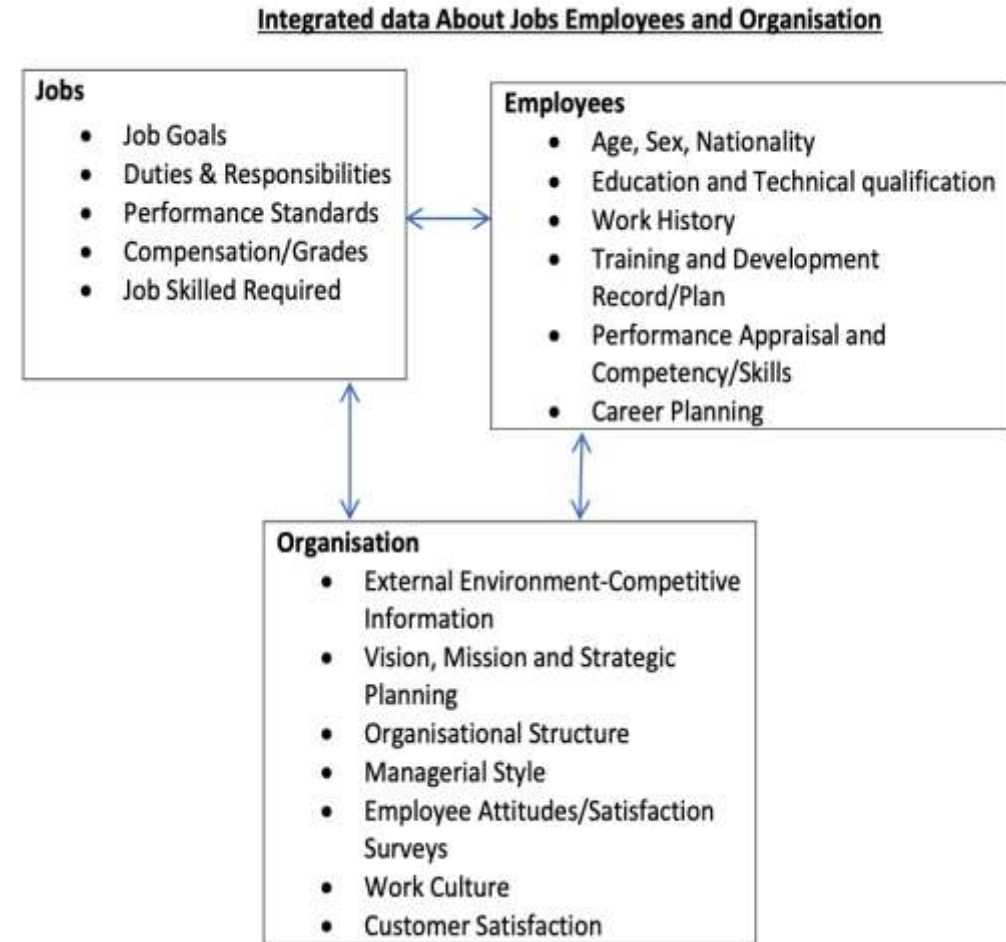 Integrated data About Jobs Employees and Organisation
Jobs
• Job Goals
• Duties & Responsibilities
• Performance Standards
• Compensation/Grades
• Job Skilled Required
Employees
• Age, Sex, Nationality
• Education and Technical qualification
• Work History
• Training and Development
Record/Plan
• Performance Appraisal and
Competency/Skills
• Career Planning
Organisation
• External Environment-Competitive
Information
• Vision, Mission and Strategic
Planning
• Organisational Structure
• Managerial Style
• Employee Attitudes/Satisfaction
Surveys
• Work Culture
• Customer Satisfaction